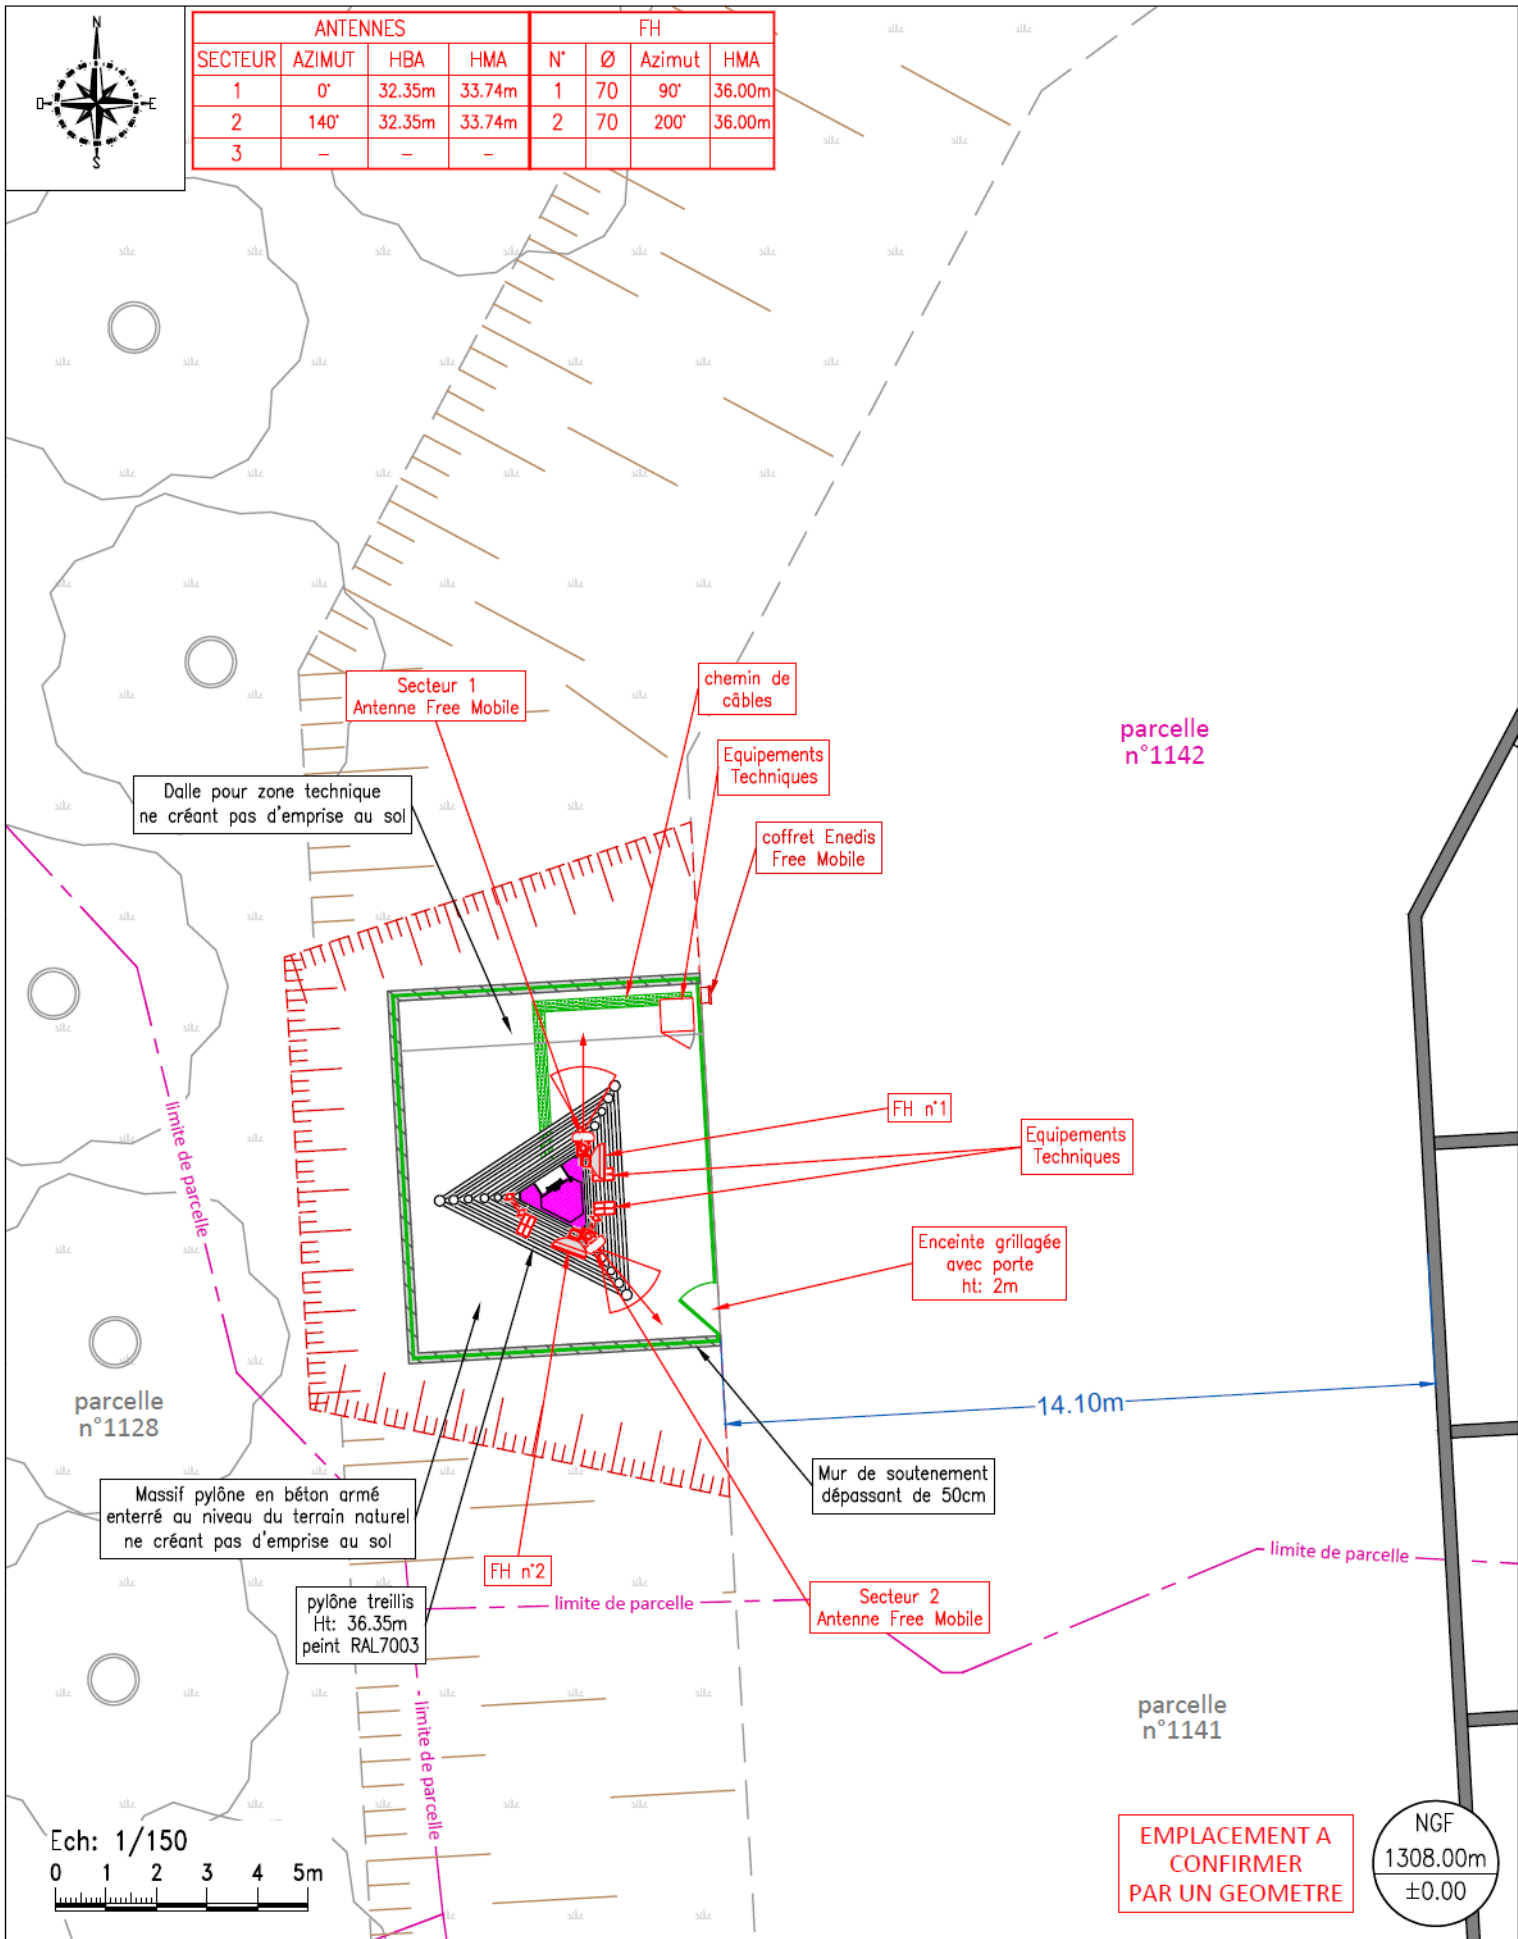 N
O
E
S
ANTENNES FH
SECTEUR AZIMUT HBA HMA N° Ø Azimut HMA
1 0° 32.35m 33.74m 1 70 90° 36.00m
2 140° 32.35m 33.74m 2 70 200° 36.00m
3 – – –
Secteur 1
Antenne Free Mobile
chemin de
câbles
parcelle
n°1142
Equipements
Techniques
Dalle pour zone technique
ne créant pas d'emprise au sol
coffret Enedis
Free Mobile
limite de parcelle
FH n°1
Equipements
Techniques
Enceinte grillagée
avec porte
ht: 2m
parcelle
n°1128
14.10m
Mur de soutenement
dépassant de 50cm
Massif pylône en béton armé
enterré au niveau du terrain naturel
ne créant pas d'emprise au sol
FH n°2
limite de parcelle
limite de parcelle
pylône treillis
Ht: 36.35m
peint RAL7003
Secteur 2
Antenne Free Mobile
limite de parcelle
parcelle
n°1141
Ech: 1/150
0 1 2 3 4 5m
EMPLACEMENT A
CONFIRMER
PAR UN GEOMETRE
NGF
1308.00m
±0.00